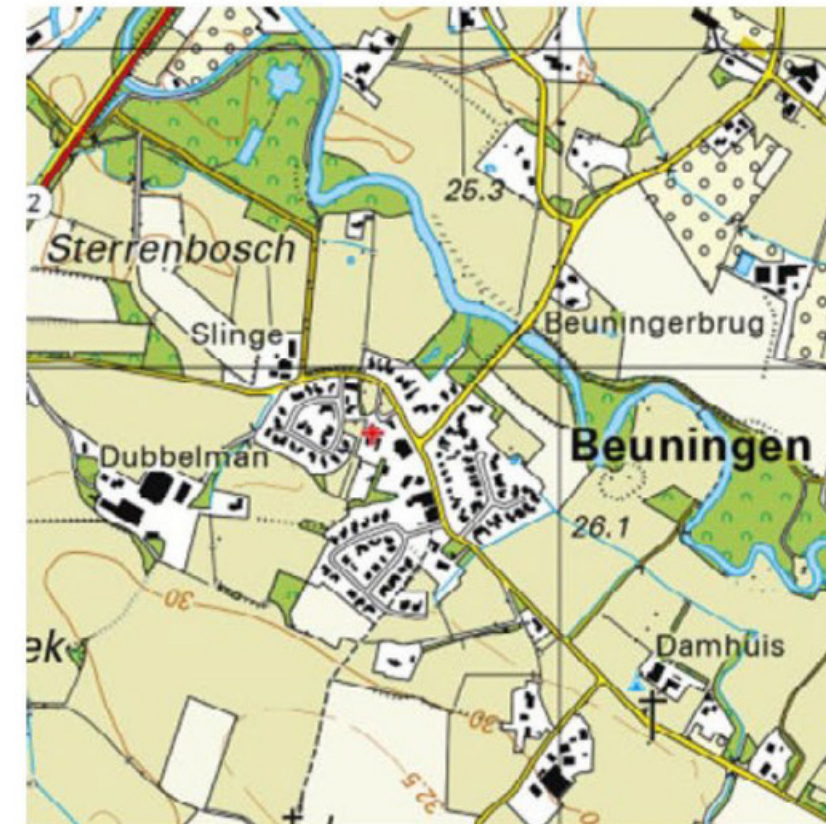 25.3
2
Sterrenbosch
Slinge
Beuningerbrug
Dubbelman
Beuningen
26.1
30
ek
Damhuis
30
32.5